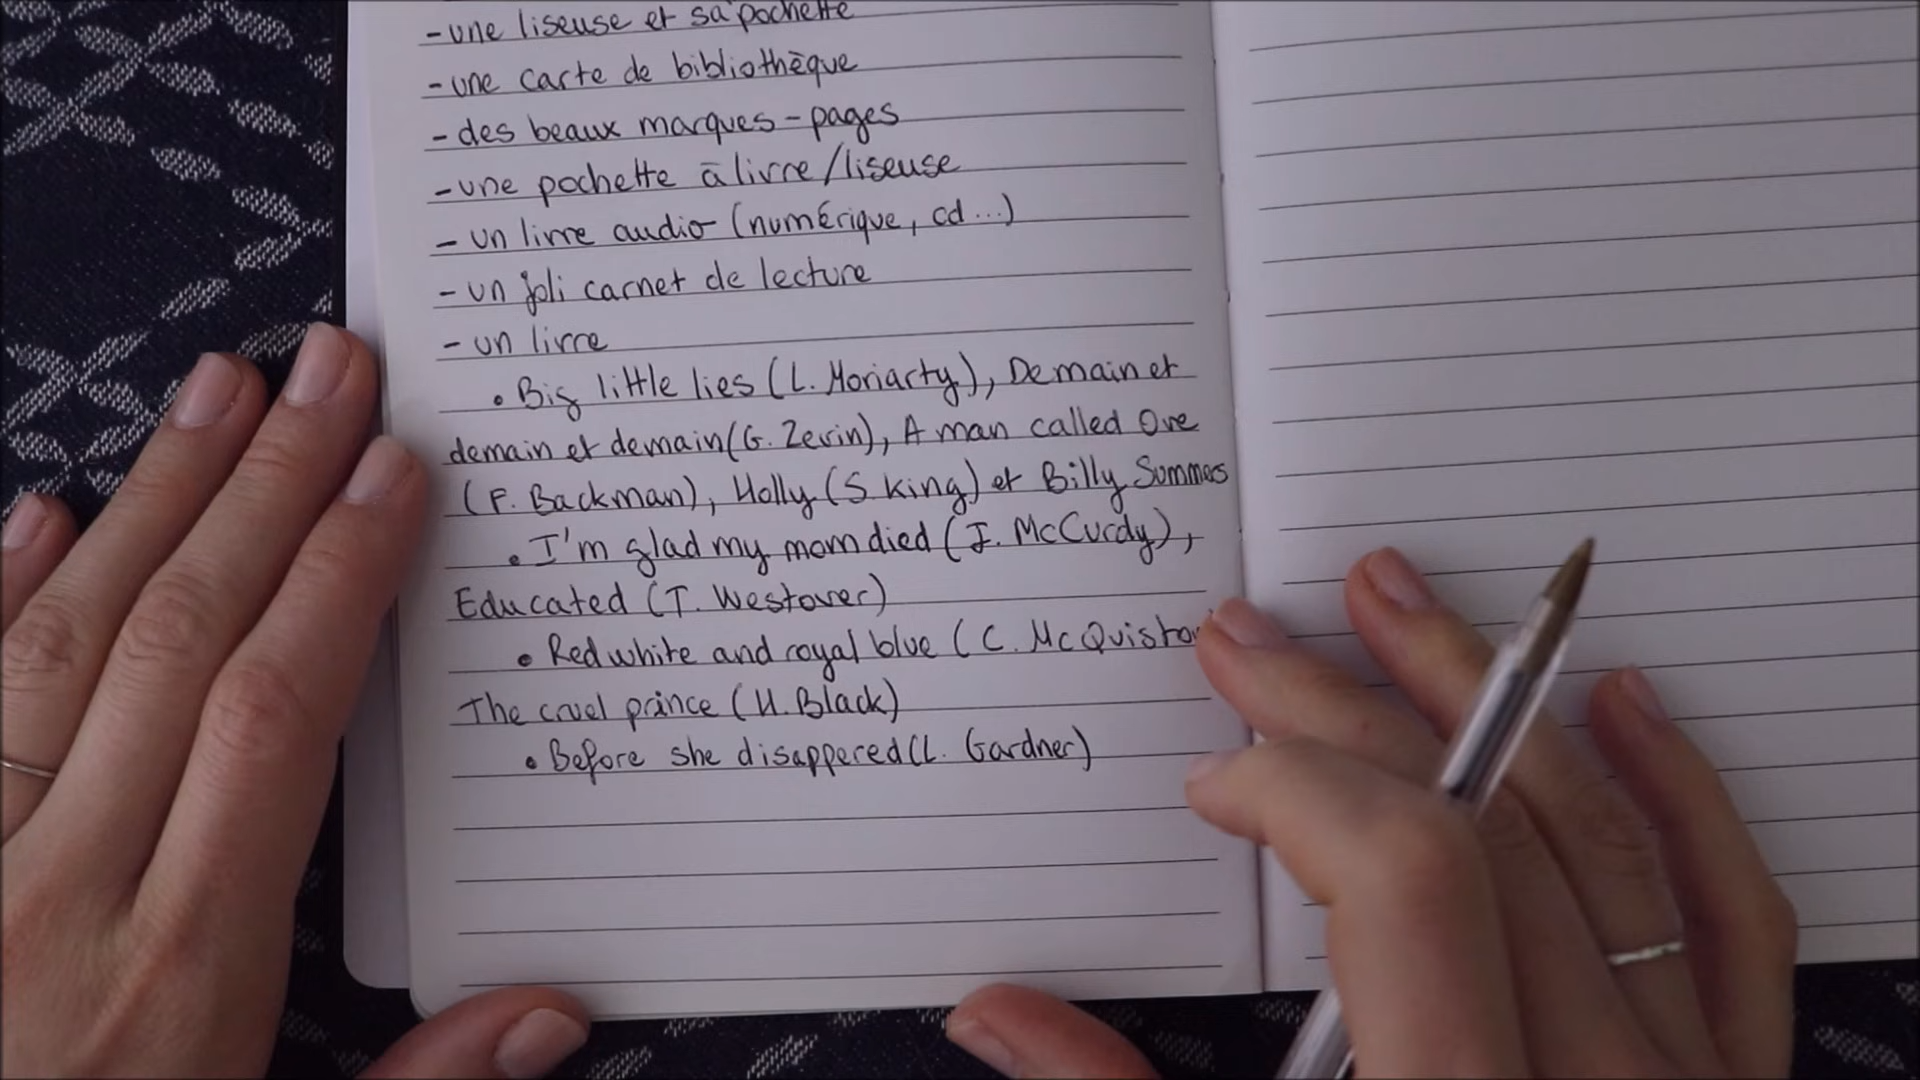 - une liseuse et sa pochette
- une carte de bibliothèque
- des beaux marques-pages
- une pochette à livre/liseuse
- un livre audio (numérique, cd...)
- un joli carnet de lecture
- un livre
• Big little lies (L. Moriarty), Demain et
demain et demain (G. Zevin), A man called Ove
(F. Backman), Holly (S. King) et Billy Summers
• I'm glad my mom died (J. McCurdy),
Educated (T. Westover)
• Red white and royal blue (C. McQuiston
The cruel prince (H. Black)
• Before she disappered (L. Gardner)